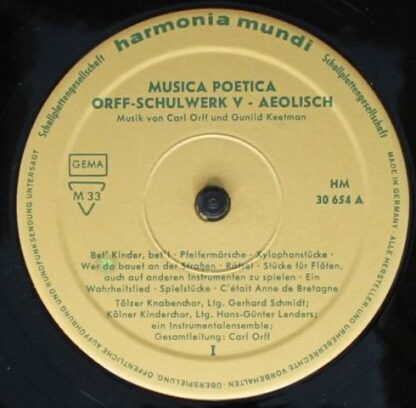 harmonia mundi
Schallplattengesellschaft
Schallplattengesellschaft
MUSICA POETICA
ORFF-SCHULWERK V - AEOLISCH
Musik von Carl Orff und Gunild Keetman
GEMA
M 33
HM
30 654 A
Bet' Kinder, bet'! · Pfeifermärsche · Xylophonstücke ·
Wer da bauet an der Straßen · Rätsel · Stücke für Flöten,
auch auf anderen Instrumenten zu spielen · Ein
Wahrheitslied · Spielstücke · C'était Anne de Bretagne
Tölzer Knabenchor, Ltg. Gerhard Schmidt;
Kölner Kinderchor, Ltg. Hans-Günter Lenders;
ein Instrumentalensemble;
Gesamtleitung: Carl Orff
I
MADE IN GERMANY · ALLE HERSTELLER- UND URHEBERRECHTE VORBEHALTEN · ÜBERSPIELUNG, ÖFFENTLICHE AUFFÜHRUNG UND RUNDFUNKSENDUNG UNTERSAGT